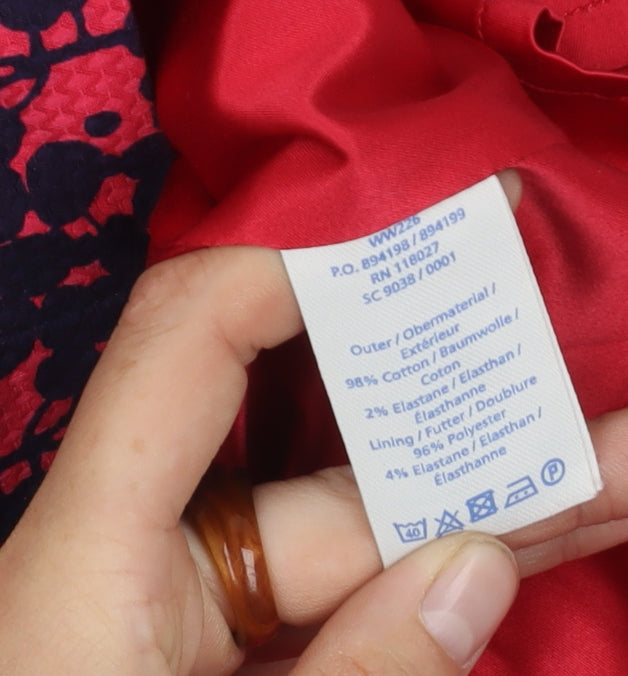 WW226
P.O. 894198 / 894199
RN 118027
SC 9038 / 0001
Outer / Obermaterial /
Extérieur
98% Cotton / Baumwolle /
Coton
2% Elastane / Elasthan /
Élasthanne
Lining / Futter / Doublure
96% Polyester
4% Elastane / Elasthan /
Élasthanne
40 P